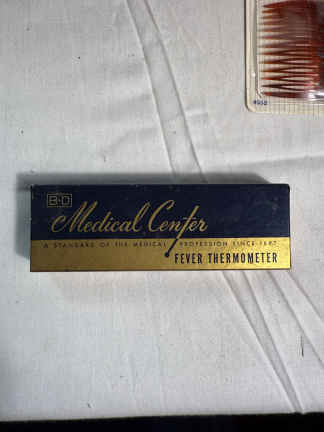 B-D
Medical Center
A STANDARD OF THE MEDICAL PROFESSION SINCE 1897
FEVER THERMOMETER